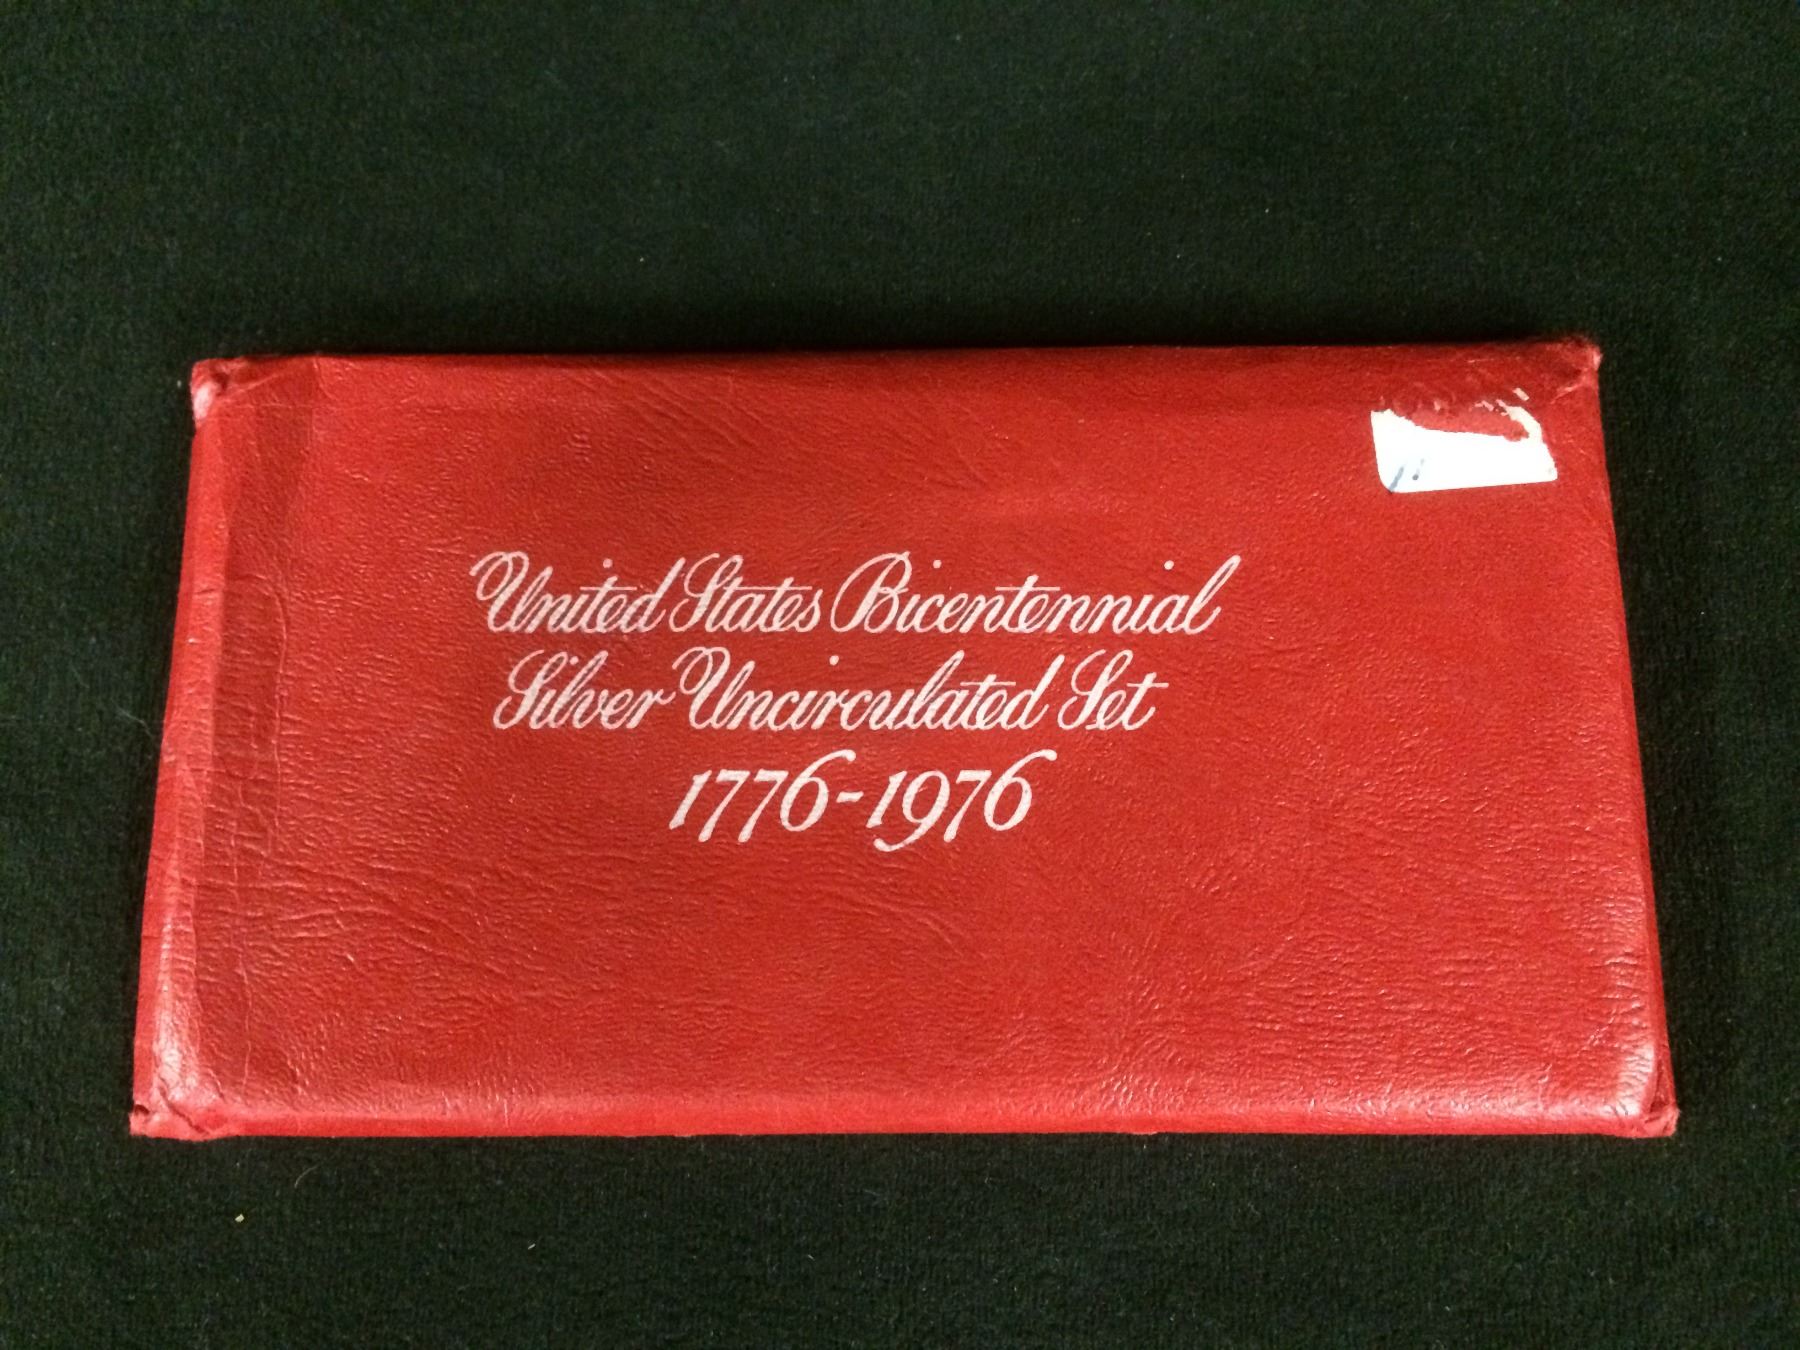 United States Bicentennial
Silver Uncirculated Set
1776-1976